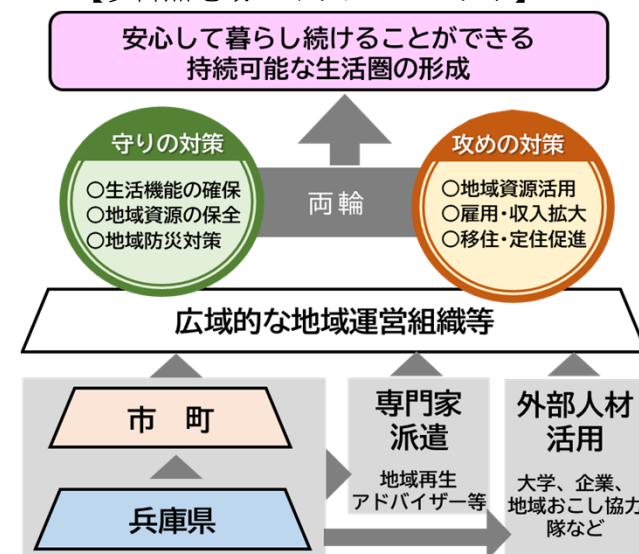 安心して暮らし続けることができる
持続可能な生活圏の形成
守りの対策
〇生活機能の確保
〇地域資源の保全
〇地域防災対策
両輪
攻めの対策
〇地域資源活用
〇雇用・収入拡大
〇移住・定住促進
広域的な地域運営組織等
市　町
兵庫県
専門家
派遣
地域再生
アドバイザー等
外部人材
活用
大学、企業、
地域おこし協力
隊など